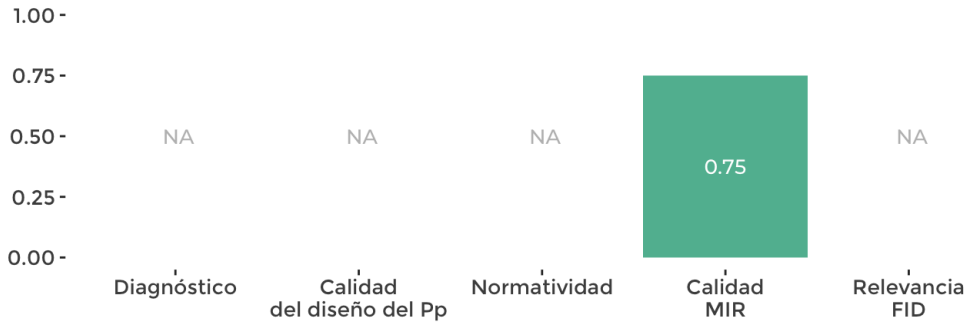 1.00
0.75
0.50
0.25
0.00
NA
NA
NA
0.75
NA
Diagnóstico
Calidad
del diseño del Pp
Normatividad
Calidad
MIR
Relevancia
FID